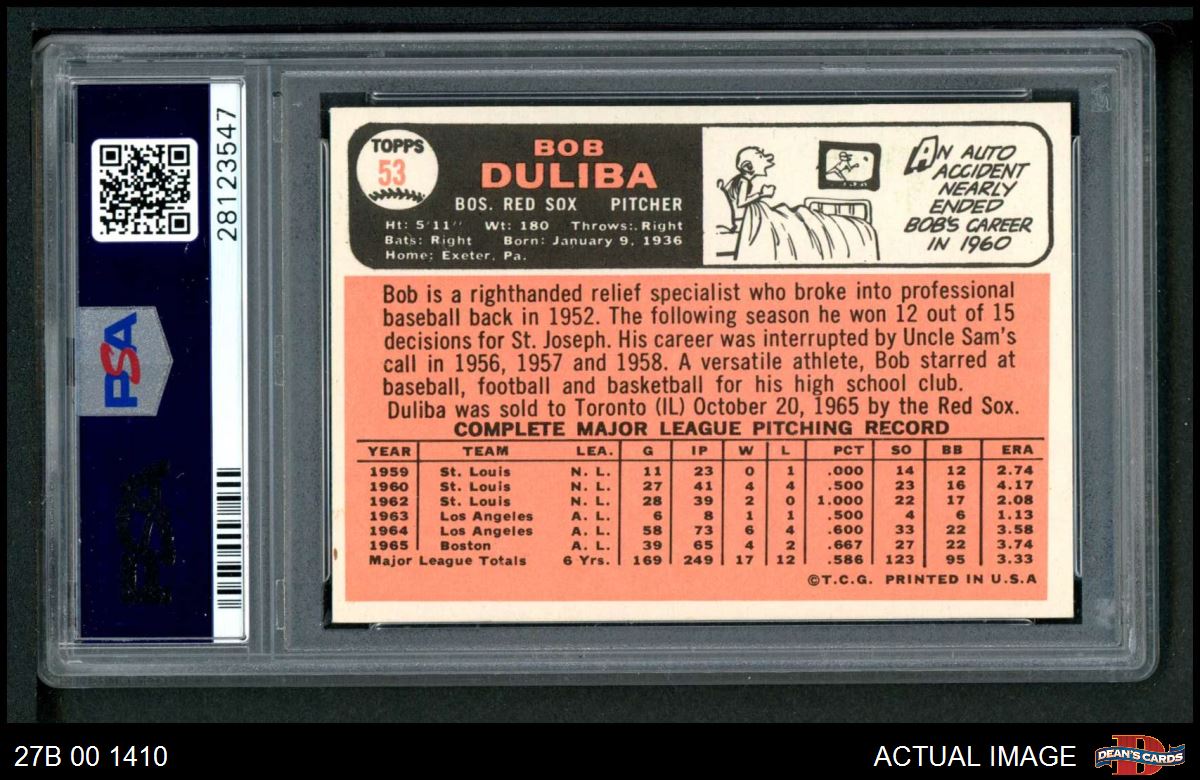 PSA
28123547
PSA
TOPPS
53
BOB
DULIBA
BOS. RED SOX PITCHER
Ht: 5'11" Wt: 180 Throws: Right
Bats: Right Born: January 9, 1936
Home: Exeter, Pa.
AN AUTO
ACCIDENT
NEARLY
ENDED
BOB'S CAREER
IN 1960
Bob is a righthanded relief specialist who broke into professional
baseball back in 1952. The following season he won 12 out of 15
decisions for St. Joseph. His career was interrupted by Uncle Sam's
call in 1956, 1957 and 1958. A versatile athlete, Bob starred at
baseball, football and basketball for his high school club.
Duliba was sold to Toronto (IL) October 20, 1965 by the Red Sox.
COMPLETE MAJOR LEAGUE PITCHING RECORD
YEAR TEAM LEA. G IP W L PCT SO BB ERA
1959 St. Louis N. L. 11 23 0 1 .000 14 12 2.74
1960 St. Louis N. L. 27 41 4 4 .500 23 16 4.17
1962 St. Louis N. L. 28 39 2 0 1.000 22 17 2.08
1963 Los Angeles A. L. 6 8 1 1 .500 4 6 1.13
1964 Los Angeles A. L. 58 73 6 4 .600 33 22 3.58
1965 Boston A. L. 39 65 4 2 .667 27 22 3.74
Major League Totals 6 Yrs. 169 249 17 12 .586 123 95 3.33
©T.C.G. PRINTED IN U.S.A
27B 00 1410
ACTUAL IMAGE
DEAN'S CARDS